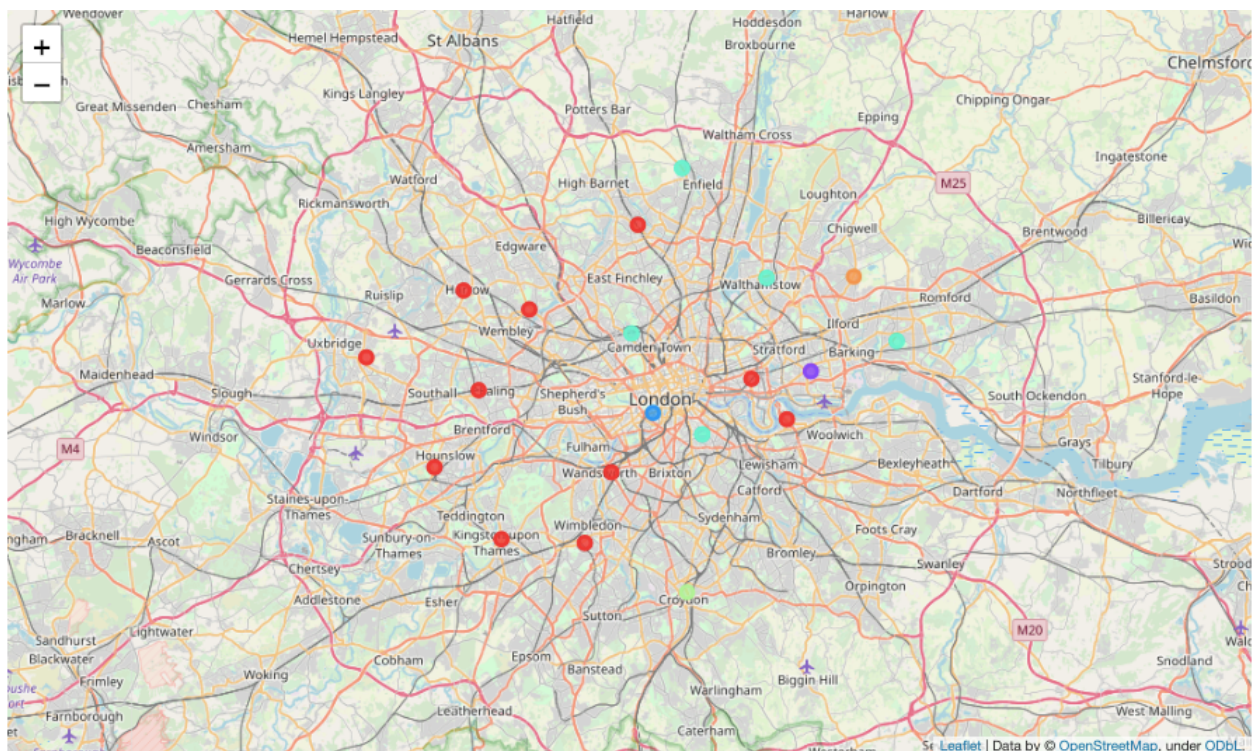 Wendover
Hatfield
Hoddesdon
Harlow
+
Hemel Hempstead
St Albans
Broxbourne
Chelmsford
−
Great Missenden
Chesham
Kings Langley
Potters Bar
Chipping Ongar
Epping
Waltham Cross
Amersham
Ingatestone
Watford
High Barnet
Enfield
Loughton
M25
Rickmansworth
High Wycombe
Chigwell
Billericay
Brentwood
Beaconsfield
Edgware
Wycombe
Air Park
Gerrards Cross
East Finchley
Walthamstow
Marlow
Ruislip
Harrow
Romford
Basildon
Uxbridge
Wembley
Ilford
Camden Town
Stratford
Barking
Maidenhead
Slough
Southall
Ealing
Shepherd's
Bush
London
South Ockendon
Stanford-le-
Hope
Windsor
Brentford
Fulham
Woolwich
Grays
M4
Hounslow
Wandsworth
Brixton
Lewisham
Bexleyheath
Tilbury
Staines-upon-
Thames
Catford
Dartford
Northfleet
Teddington
Wimbledon
Sydenham
Foots Cray
Bracknell
Ascot
Sunbury-on-
Thames
Kingston upon
Thames
Bromley
Swanley
Chertsey
Orpington
Addlestone
Esher
Croydon
Sutton
Sandhurst
Lightwater
M20
Blackwater
Cobham
Epsom
Banstead
Snodland
Frimley
Woking
Biggin Hill
Warlingham
Farnborough
Leatherhead
West Malling
Caterham
Leaflet | Data by © OpenStreetMap, under ODbL